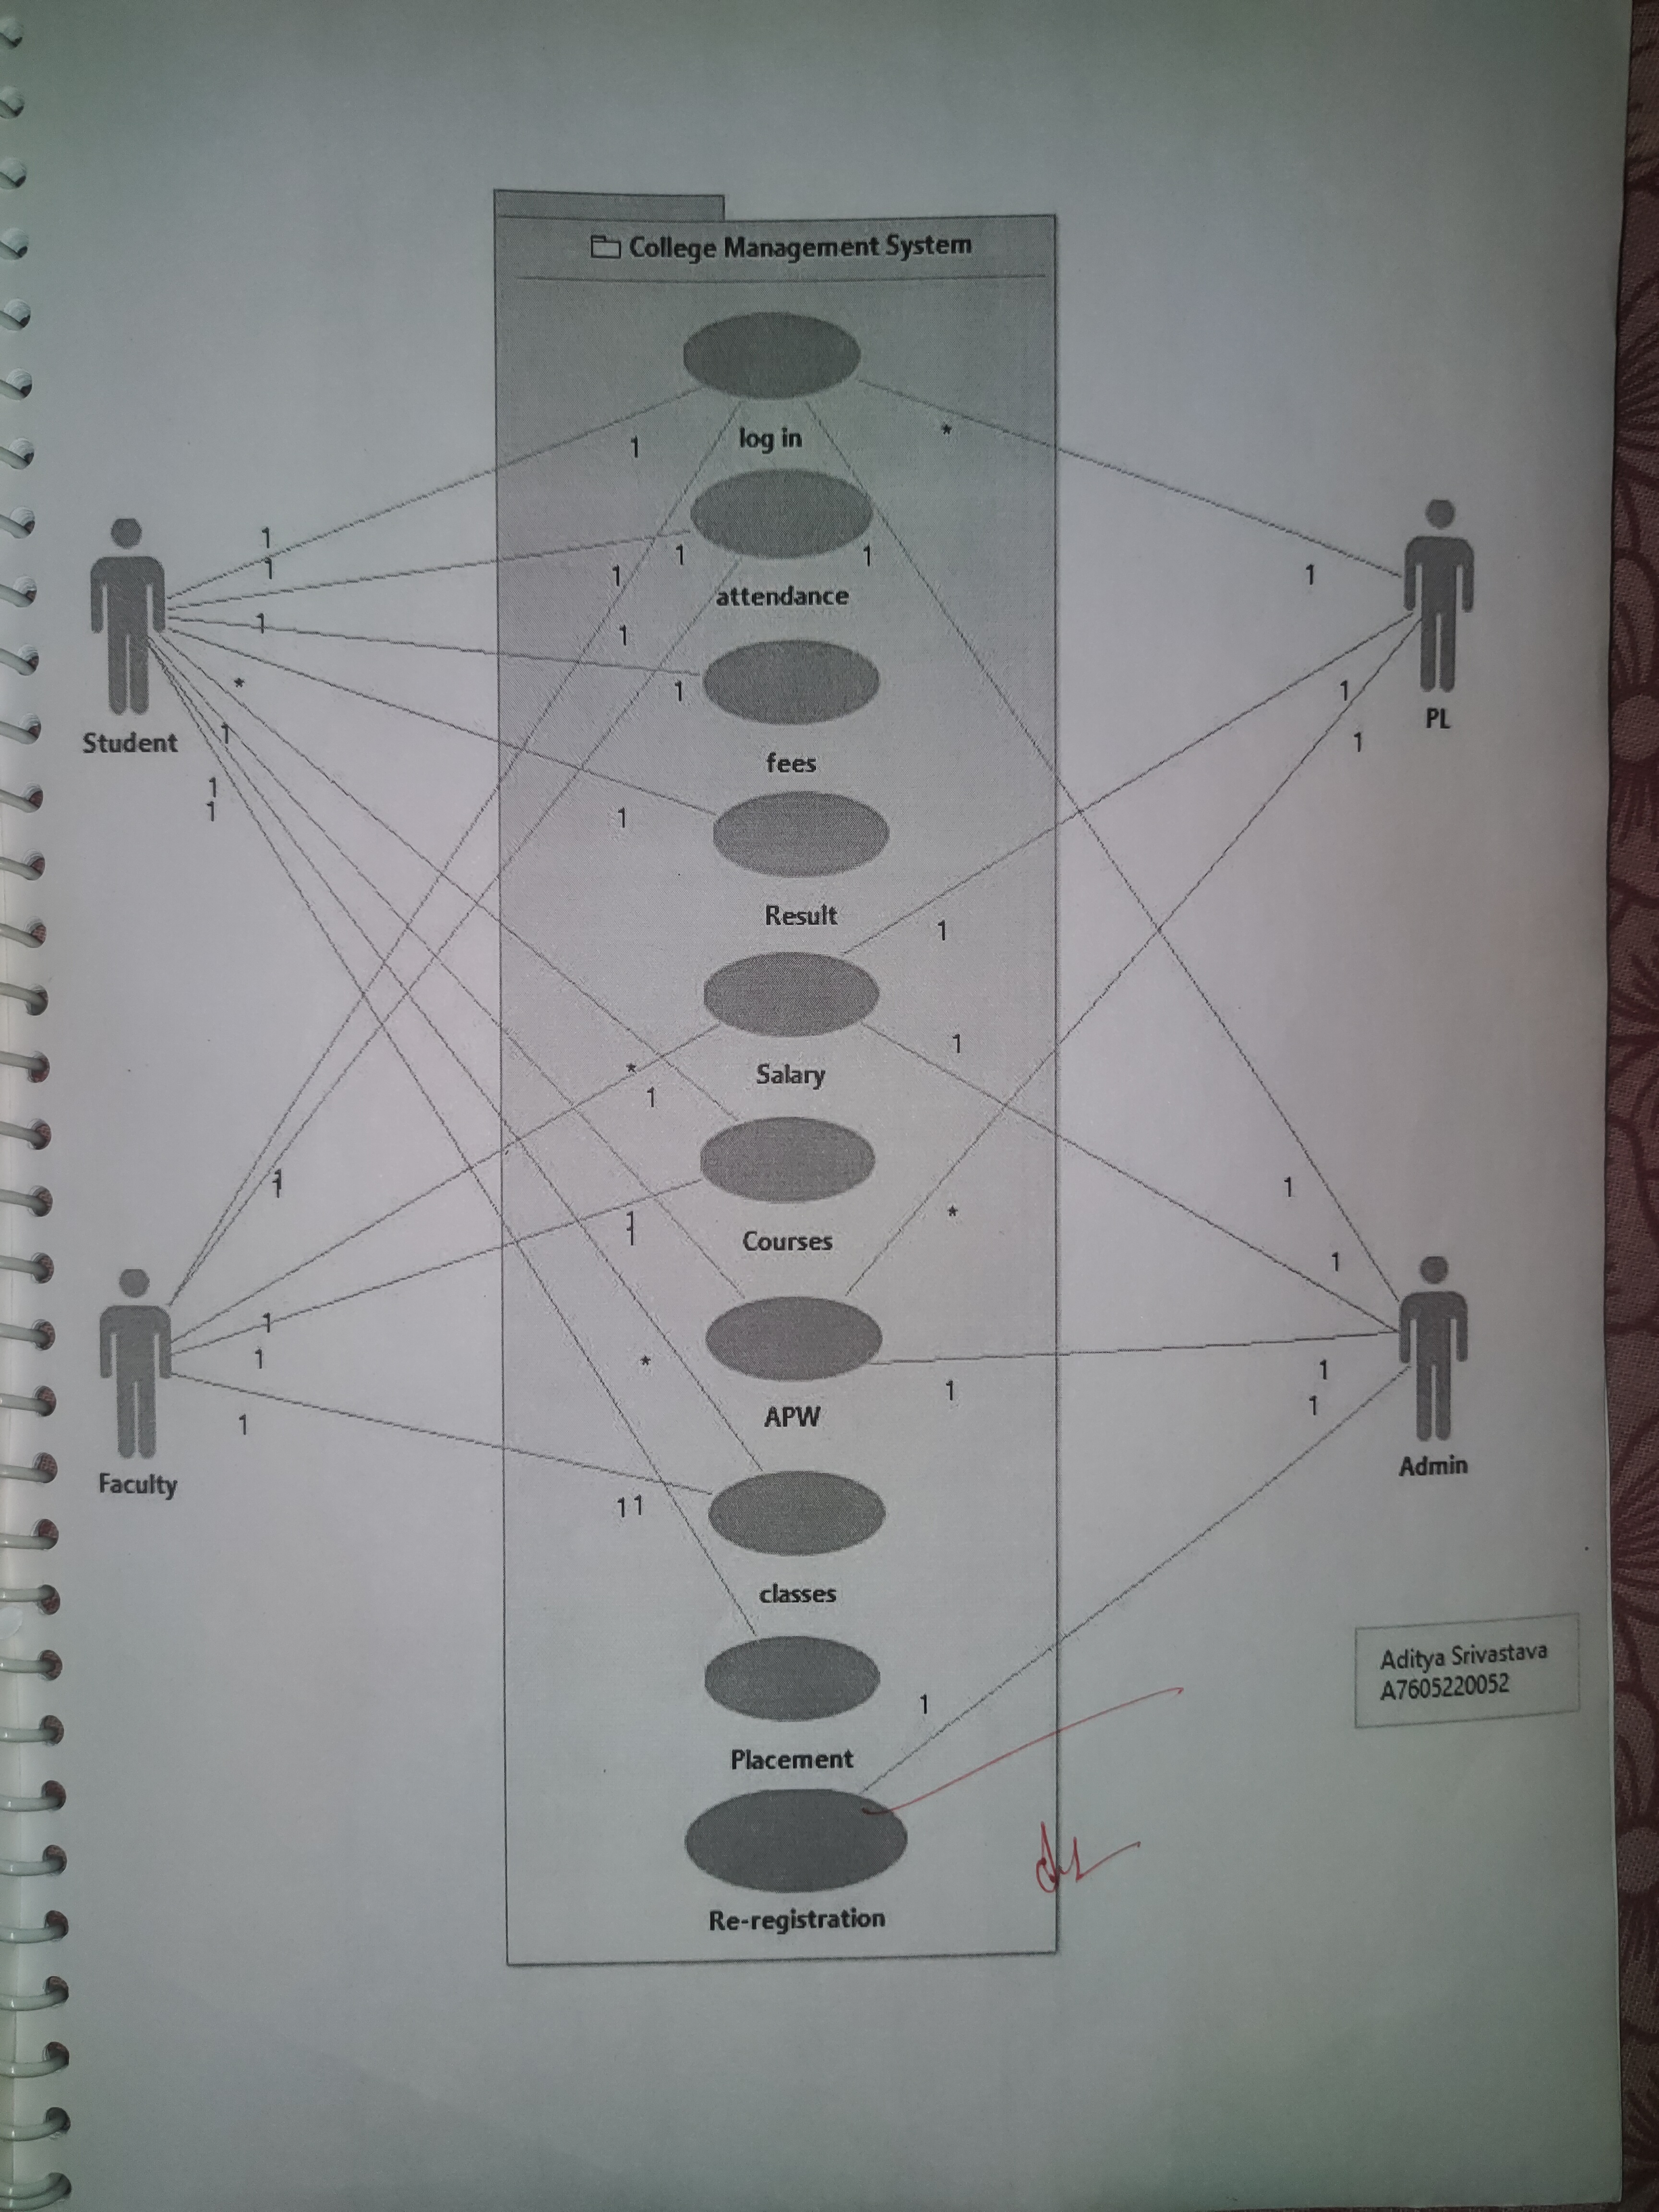 College Management System
log in
1
*
1
1
attendance
1
1
1
1
1
1
1
1
fees
1
*
Student
1
1
1
Result
1
PL
1
1
Salary
1
1
*
1
Courses
1
1
*
1
1
1
1
APW
*
1
1
1
1
1
1
Faculty
1
Admin
classes
1 1
Placement
1
Re-registration
Aditya Srivastava
A7605220052